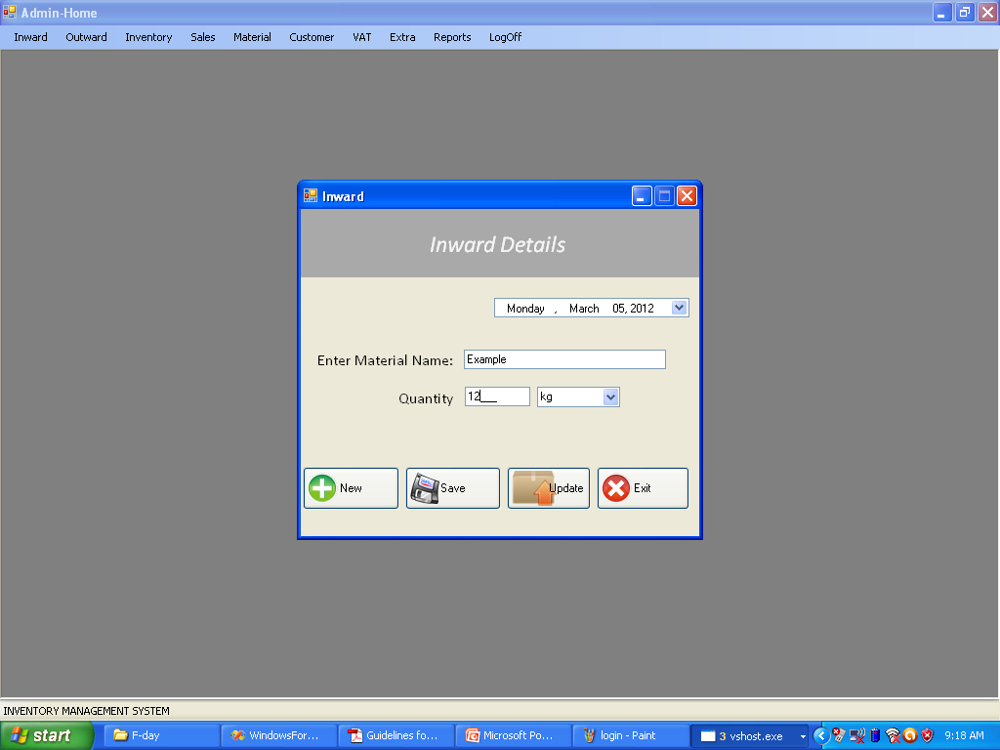 Admin-Home
Inward Outward Inventory Sales Material Customer VAT Extra Reports LogOff
Inward
Inward Details
Monday , March 05, 2012
Enter Material Name: Example
Quantity 12___ kg
New Save Update Exit
INVENTORY MANAGEMENT SYSTEM
start F-day WindowsFor... Guidelines fo... Microsoft Po... login - Paint 3 vshost.exe 9:18 AM